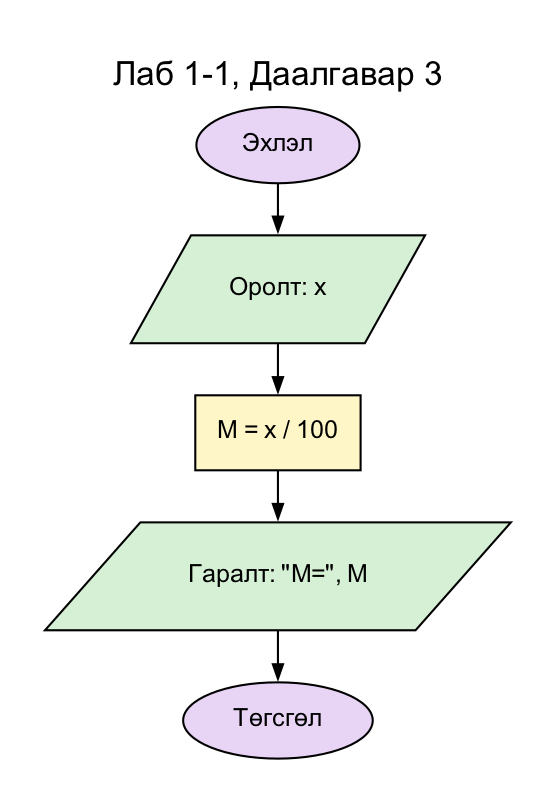 Лаб 1-1, Даалгавар 3
Эхлэл
Оролт: x
M = x / 100
Гаралт: "M=", M
Төгсгөл